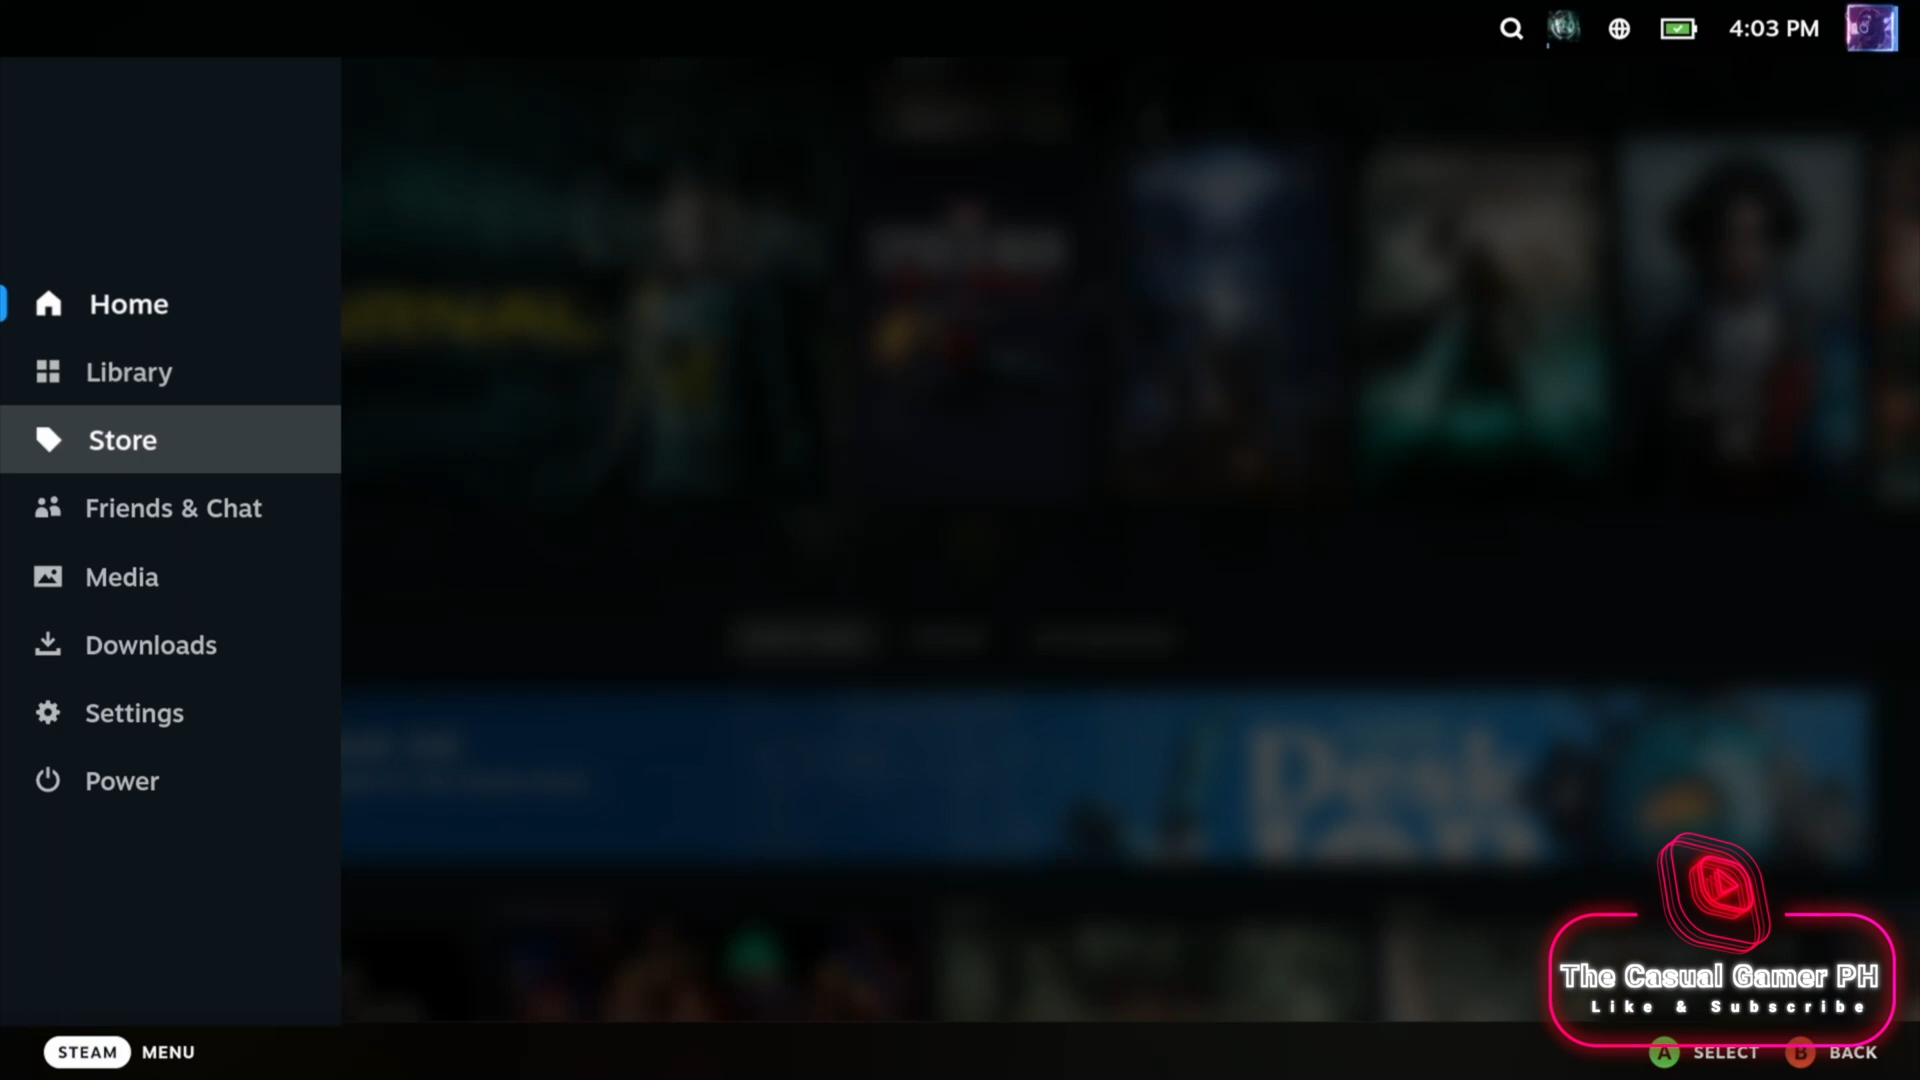 4:03 PM
Home
Library
Store
Friends & Chat
Media
Downloads
Settings
Power
Desk
The Casual Gamer PH
Like & Subscribe
STEAM MENU
A SELECT B BACK